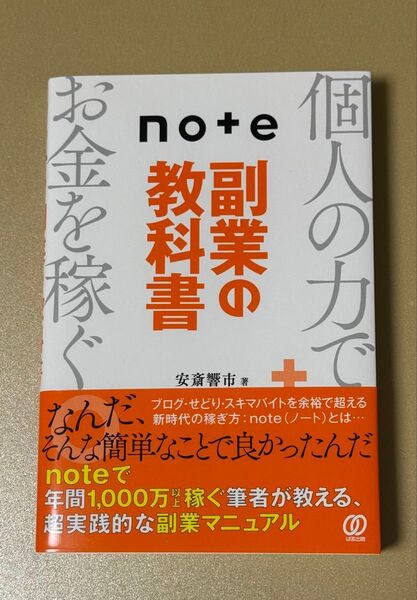 個人の力で
お金を稼ぐ
note
副業の
教科書
安斎響市 著
ブログ・せどり・スキマバイトを余裕で超える
新時代の稼ぎ方：note（ノート）とは…
なんだ、
そんな簡単なことで良かったんだ
noteで
年間1,000万以上稼ぐ筆者が教える、
超実践的な副業マニュアル
ぱる出版